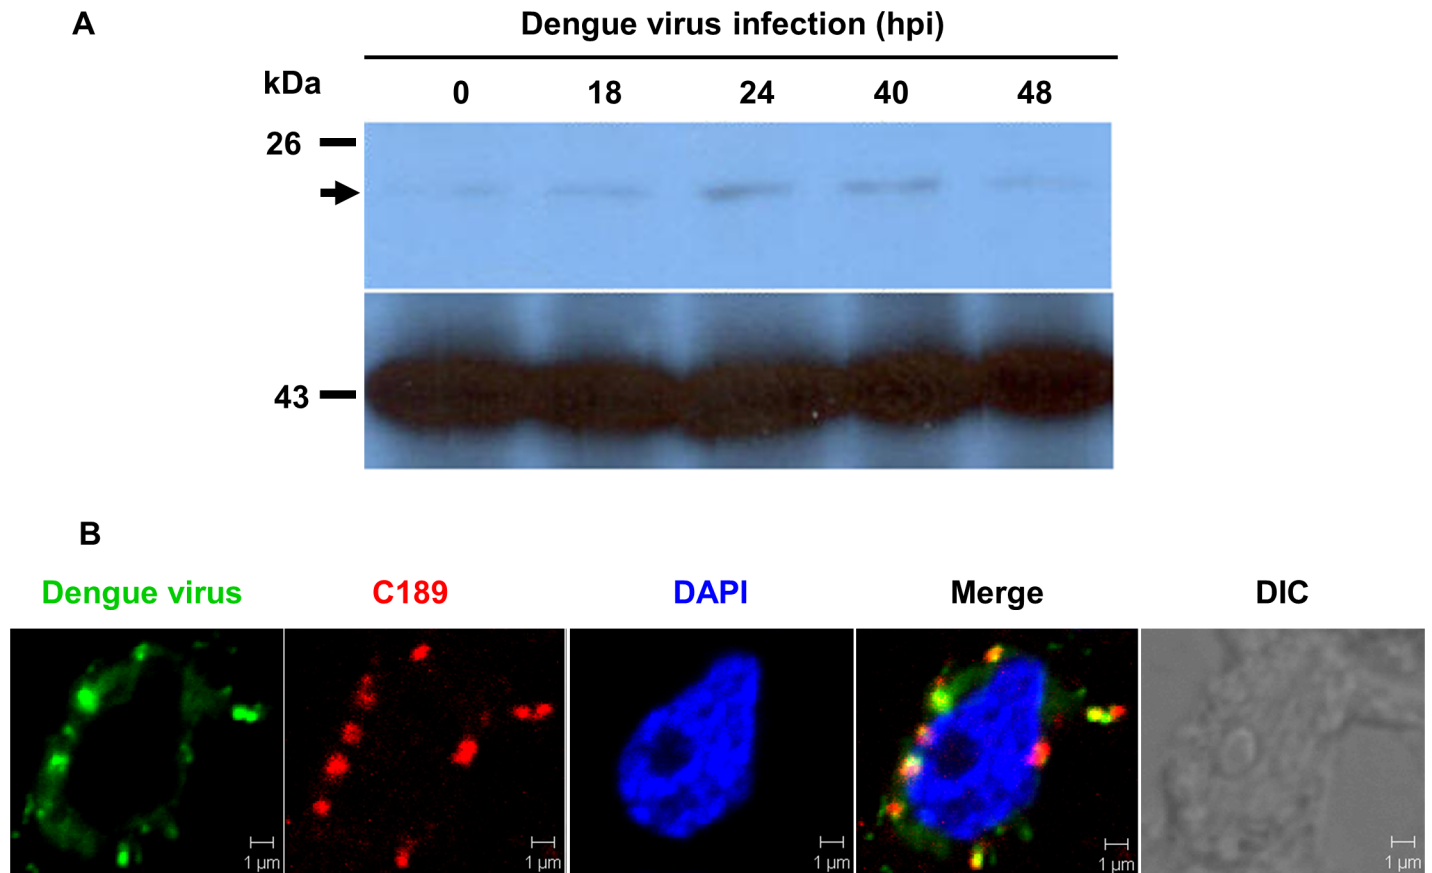 A
Dengue virus infection (hpi)
kDa
0 18 24 40 48
26
43
B
Dengue virus C189 DAPI Merge DIC
1 µm 1 µm 1 µm 1 µm 1 µm